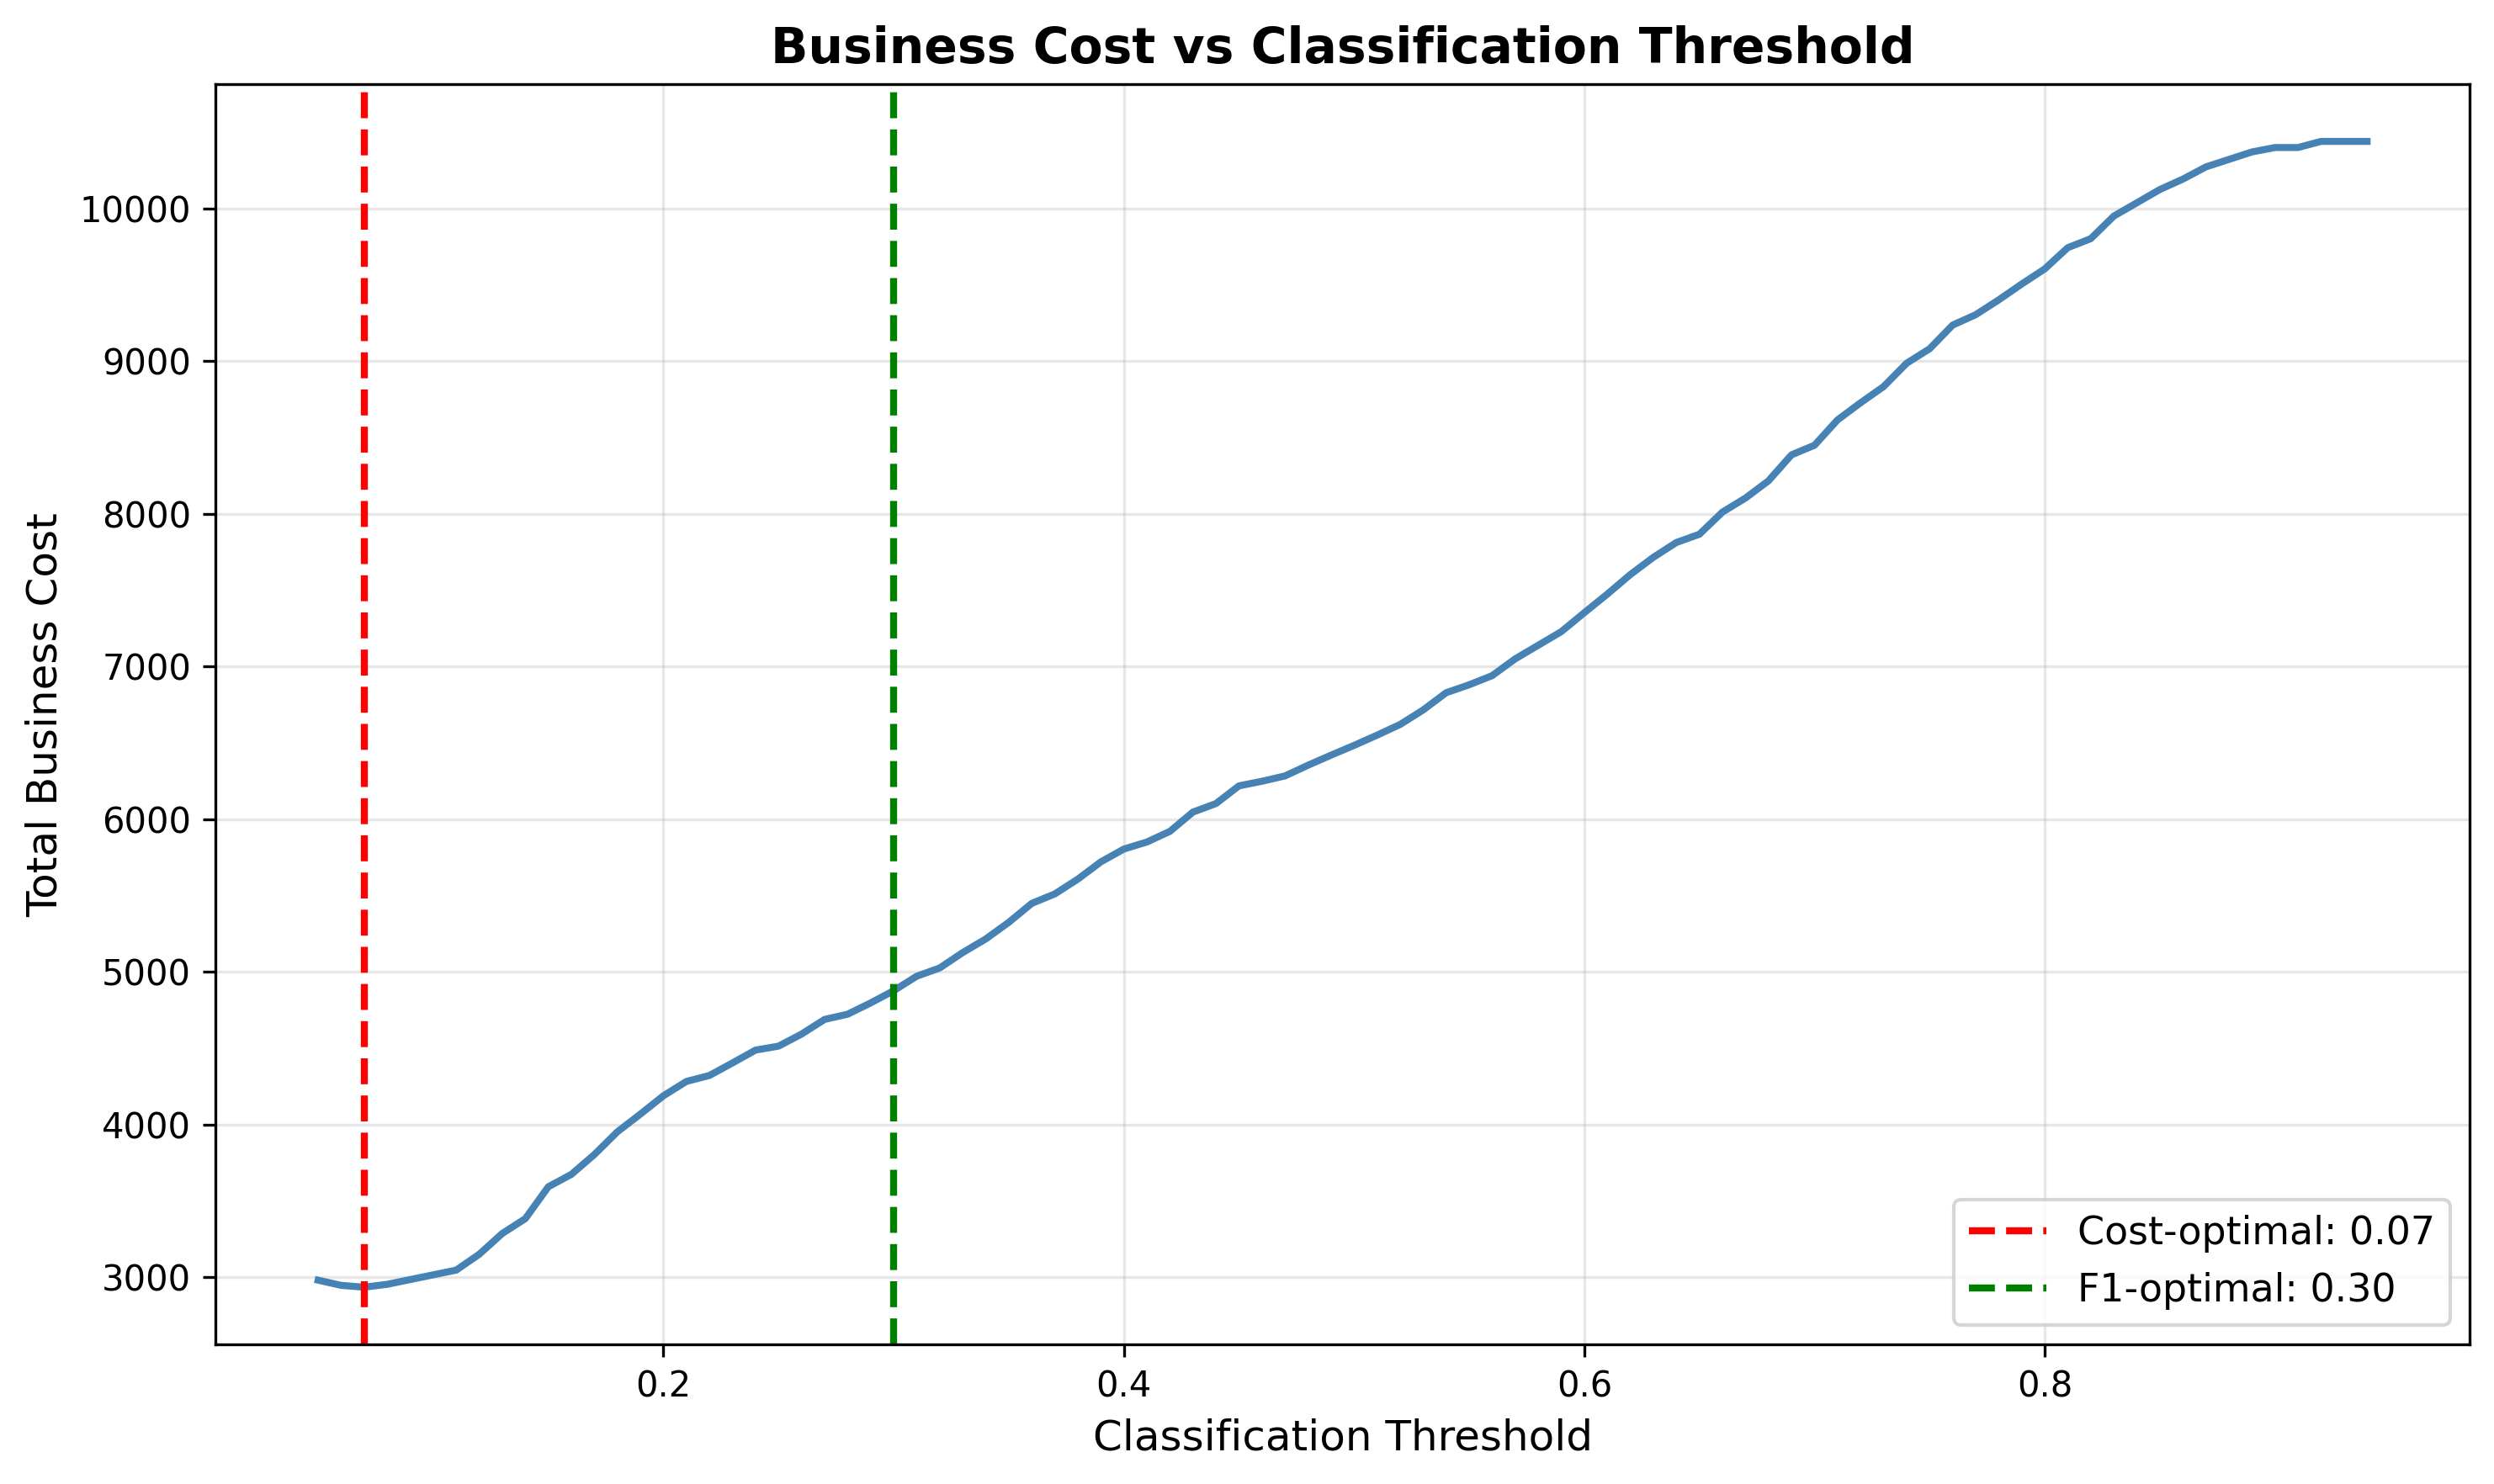 Business Cost vs Classification Threshold
Total Business Cost
10000
9000
8000
7000
6000
5000
4000
3000
0.2
0.4
0.6
0.8
Classification Threshold
Cost-optimal: 0.07
F1-optimal: 0.30